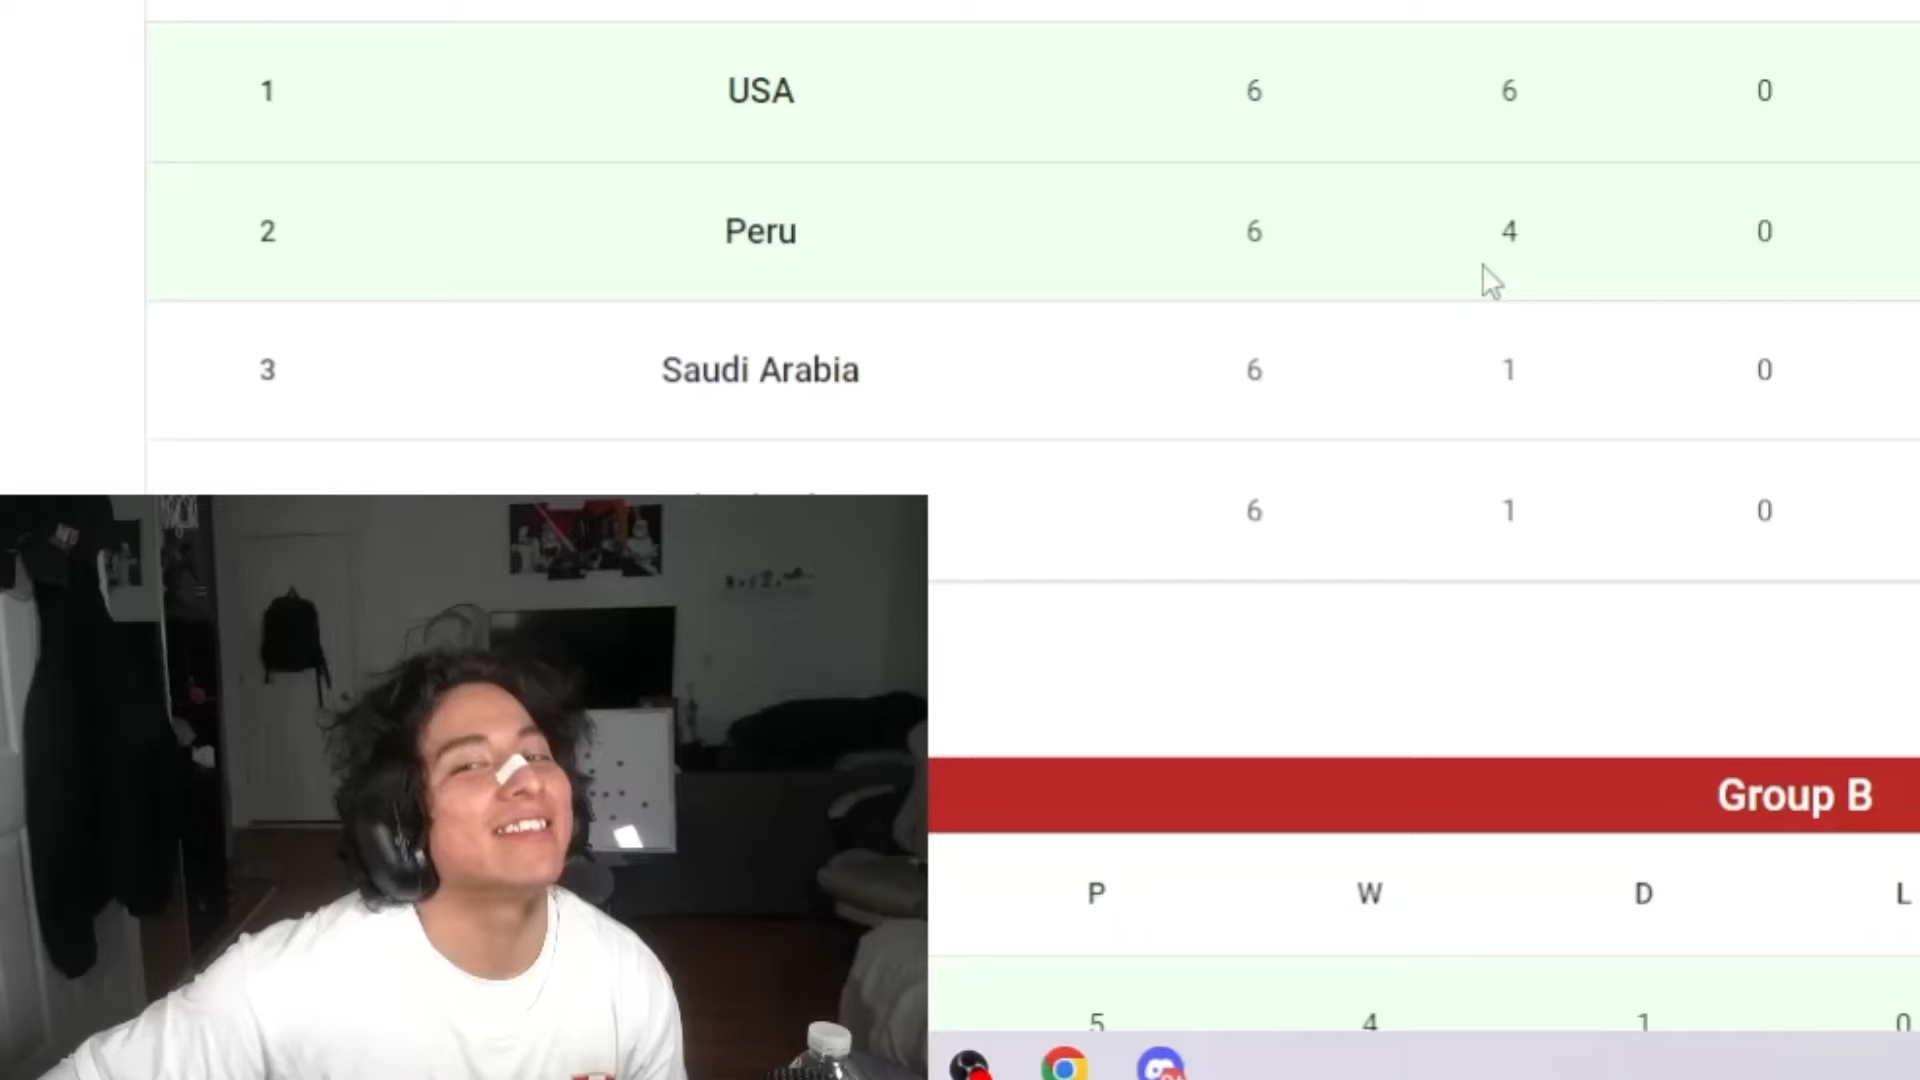 1 USA 6 6 0
2 Peru 6 4 0
3 Saudi Arabia 6 1 0
6 1 0
Group B
P W D L
5 4 1 0